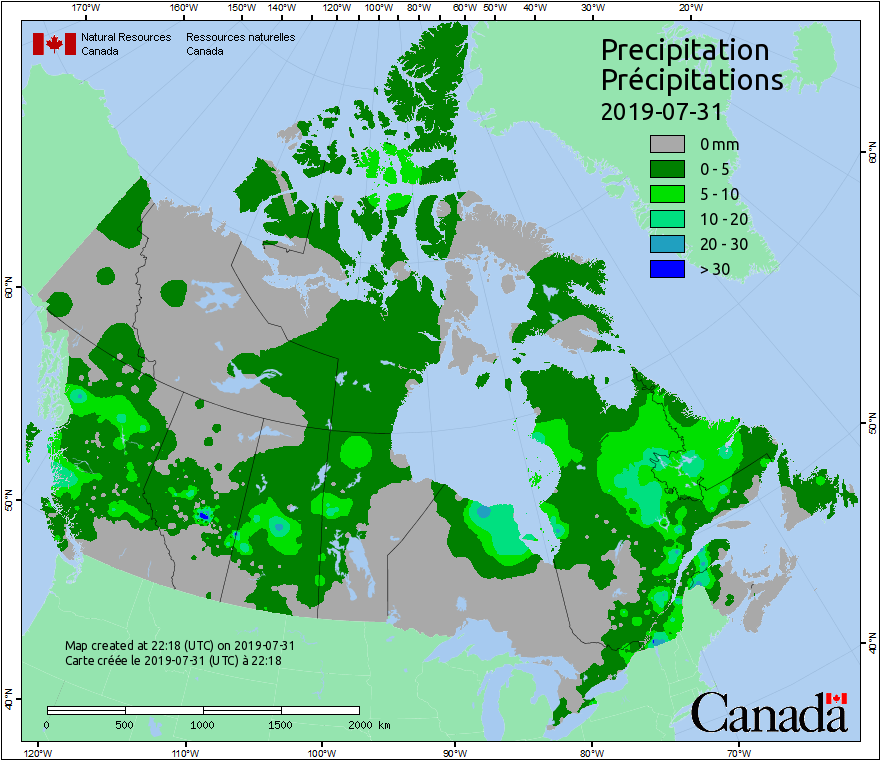 170°W 160°W 150°W 140°W 130°W 120°W 110°W 100°W 90°W 80°W 60°W 50°W 40°W 30°W 20°W
Natural Resources Ressources naturelles
Canada Canada
Precipitation
Précipitations
2019-07-31
0 mm
0 - 5
5 - 10
10 - 20
20 - 30
> 30
60°N
60°N
50°N
50°N
40°N
40°N
Map created at 22:18 (UTC) on 2019-07-31
Carte créée le 2019-07-31 (UTC) à 22:18
0 500 1000 1500 2000 km
Canada
120°W 110°W 100°W 90°W 80°W 70°W